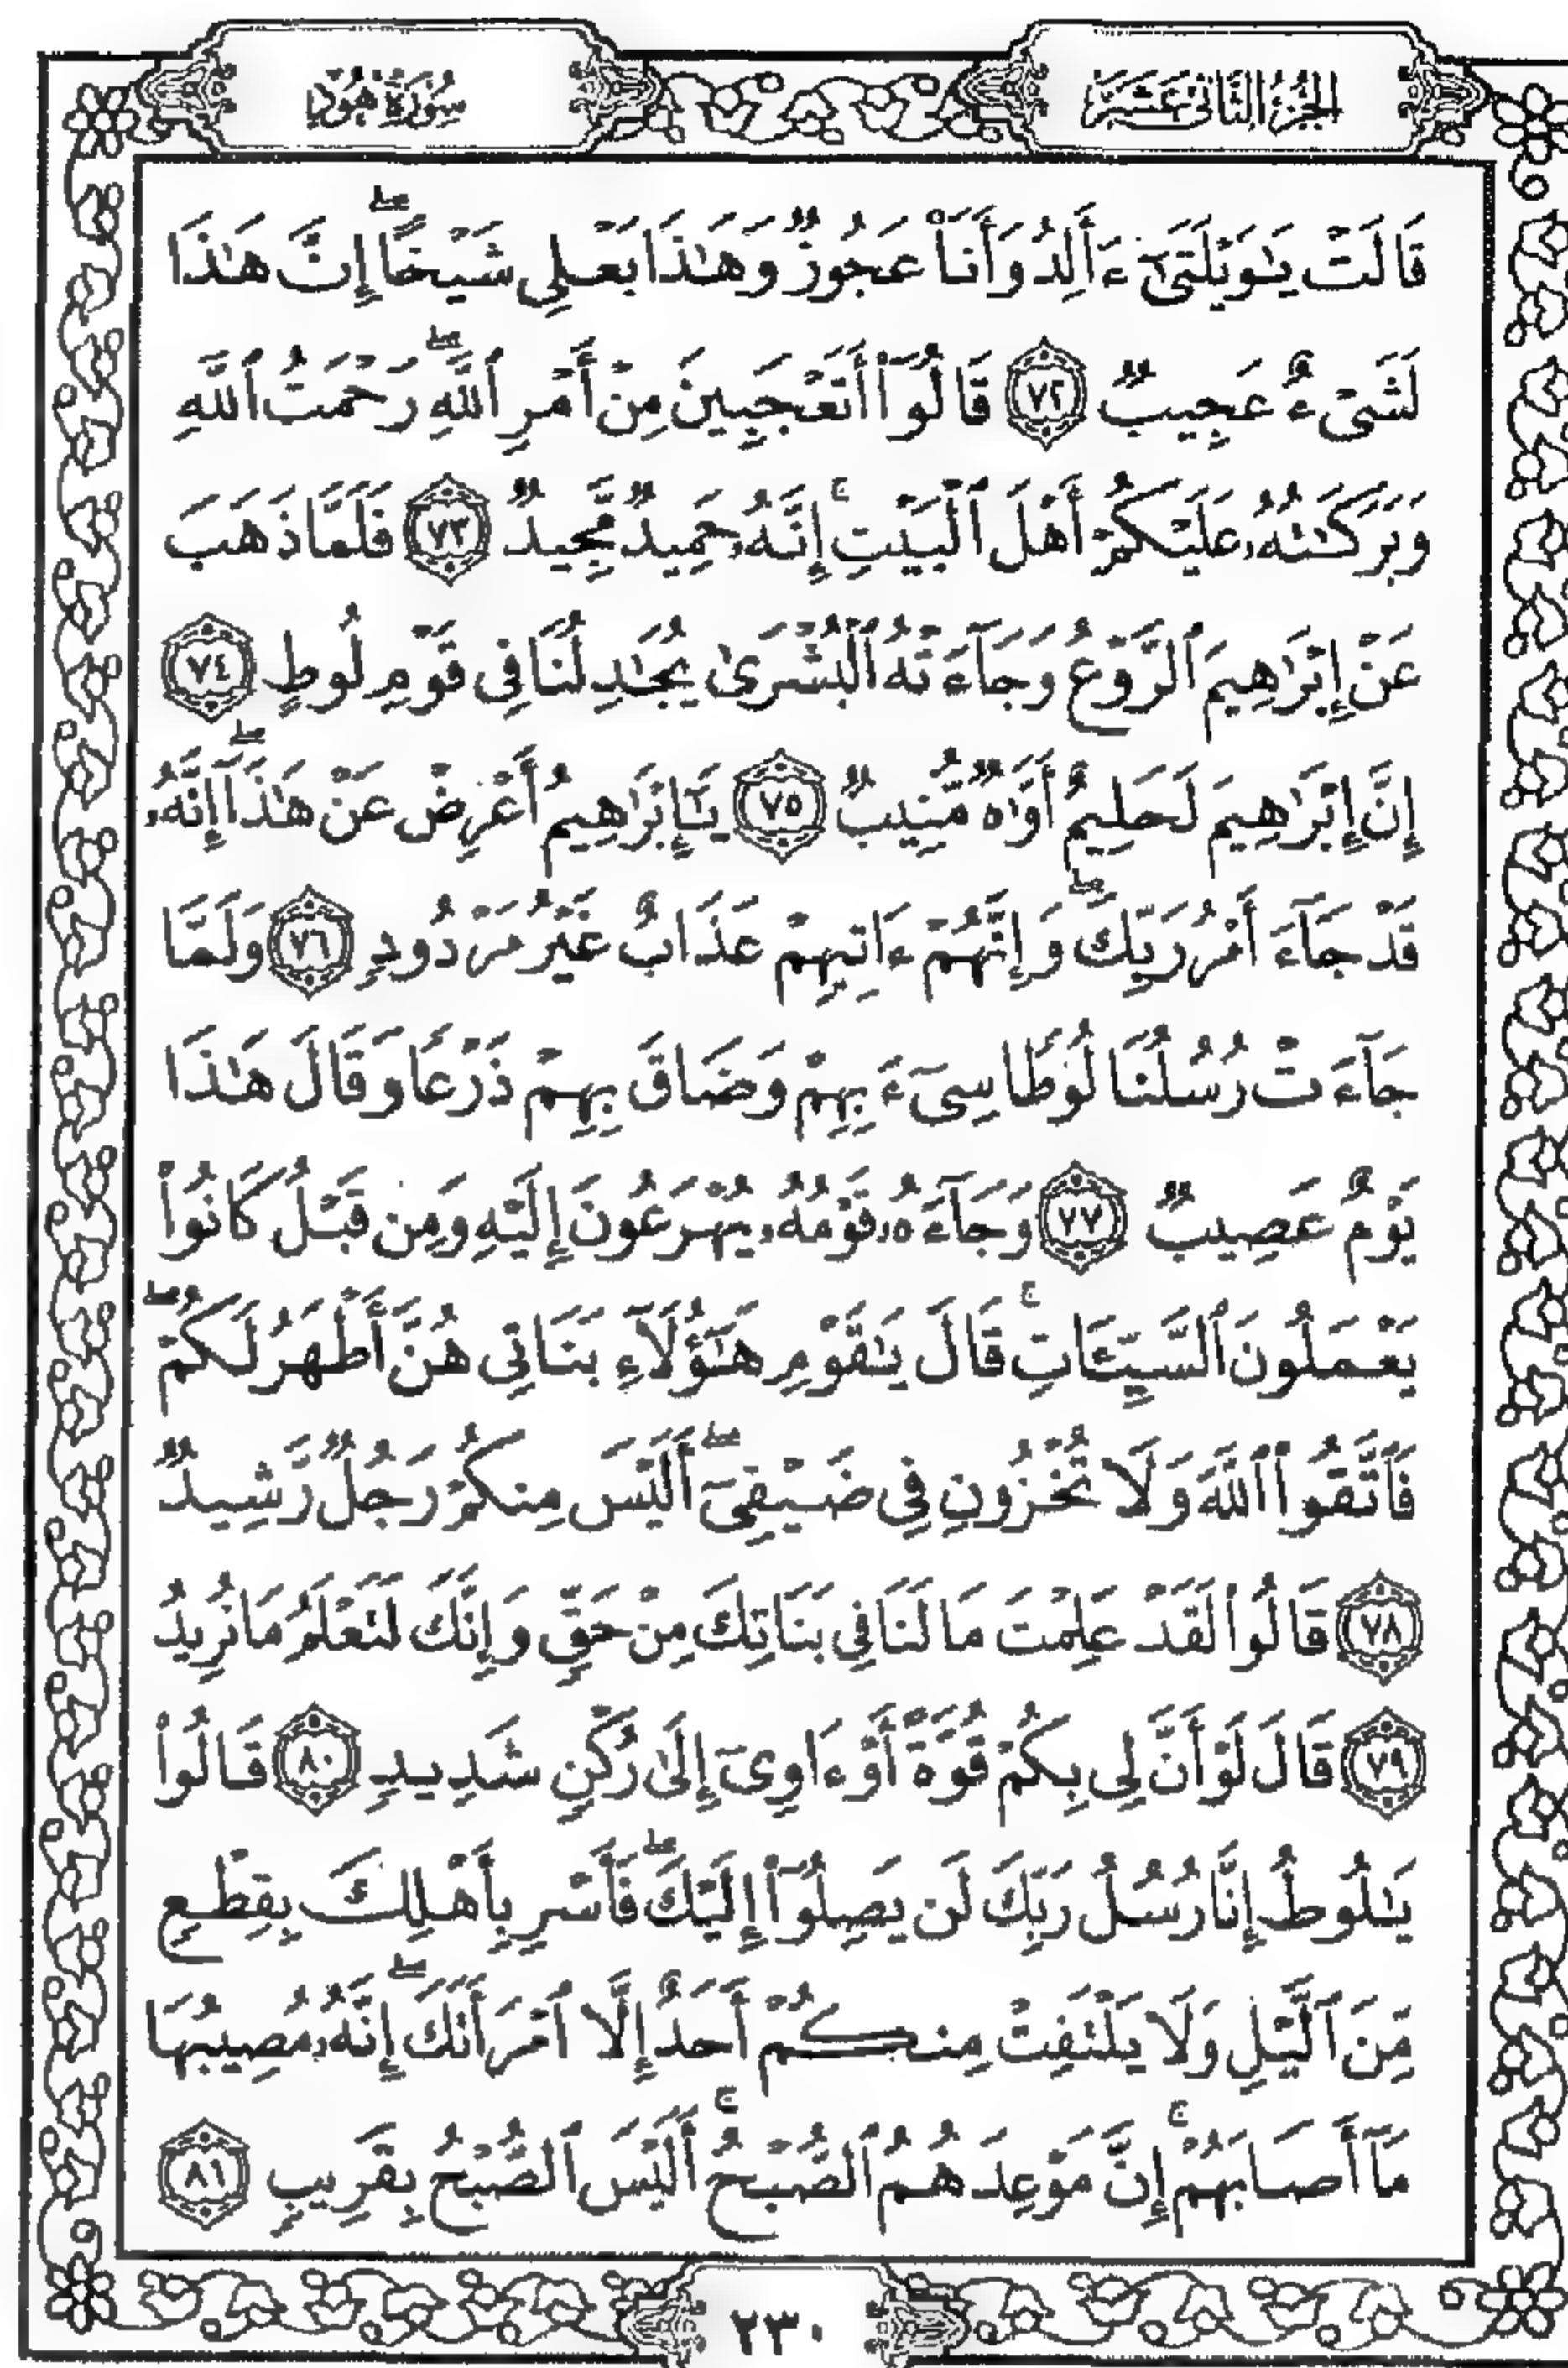 الجزء الثانى عشر
سورة هود
قَالَتْ يَٰوَيْلَتَىٰٓ ءَأَلِدُ وَأَنَا۠ عَجُوزٌ وَهَٰذَا بَعْلِى شَيْخًا ۖ إِنَّ هَٰذَا
لَشَىْءٌ عَجِيبٌ ٧٢ قَالُوٓا۟ أَتَعْجَبِينَ مِنْ أَمْرِ ٱللَّهِ ۖ رَحْمَتُ ٱللَّهِ
وَبَرَكَٰتُهُۥ عَلَيْكُمْ أَهْلَ ٱلْبَيْتِ ۚ إِنَّهُۥ حَمِيدٌ مَّجِيدٌ ٧٣ فَلَمَّا ذَهَبَ
عَنْ إِبْرَٰهِيمَ ٱلرَّوْعُ وَجَآءَتْهُ ٱلْبُشْرَىٰ يُجَٰدِلُنَا فِى قَوْمِ لُوطٍ ٧٤
إِنَّ إِبْرَٰهِيمَ لَحَلِيمٌ أَوَّٰهٌ مُّنِيبٌ ٧٥ يَٰٓإِبْرَٰهِيمُ أَعْرِضْ عَنْ هَٰذَآ ۖ إِنَّهُۥ
قَدْ جَآءَ أَمْرُ رَبِّكَ ۖ وَإِنَّهُمْ ءَاتِيهِمْ عَذَابٌ غَيْرُ مَرْدُودٍ ٧٦ وَلَمَّا
جَآءَتْ رُسُلُنَا لُوطًا سِىٓءَ بِهِمْ وَضَاقَ بِهِمْ ذَرْعًا وَقَالَ هَٰذَا
يَوْمٌ عَصِيبٌ ٧٧ وَجَآءَهُۥ قَوْمُهُۥ يُهْرَعُونَ إِلَيْهِ وَمِن قَبْلُ كَانُوا۟
يَعْمَلُونَ ٱلسَّيِّـَٔاتِ ۚ قَالَ يَٰقَوْمِ هَٰٓؤُلَآءِ بَنَاتِى هُنَّ أَطْهَرُ لَكُمْ ۖ
فَٱتَّقُوا۟ ٱللَّهَ وَلَا تُخْزُونِ فِى ضَيْفِىٓ ۖ أَلَيْسَ مِنكُمْ رَجُلٌ رَّشِيدٌ
٧٨ قَالُوا۟ لَقَدْ عَلِمْتَ مَا لَنَا فِى بَنَاتِكَ مِنْ حَقٍّ وَإِنَّكَ لَتَعْلَمُ مَا نُرِيدُ
٧٩ قَالَ لَوْ أَنَّ لِى بِكُمْ قُوَّةً أَوْ ءَاوِىٓ إِلَىٰ رُكْنٍ شَدِيدٍ ٨٠ قَالُوا۟
يَٰلُوطُ إِنَّا رُسُلُ رَبِّكَ لَن يَصِلُوٓا۟ إِلَيْكَ ۖ فَأَسْرِ بِأَهْلِكَ بِقِطْعٍ
مِّنَ ٱلَّيْلِ وَلَا يَلْتَفِتْ مِنكُمْ أَحَدٌ إِلَّا ٱمْرَأَتَكَ ۖ إِنَّهُۥ مُصِيبُهَا
مَآ أَصَابَهُمْ ۚ إِنَّ مَوْعِدَهُمُ ٱلصُّبْحُ ۚ أَلَيْسَ ٱلصُّبْحُ بِقَرِيبٍ ٨١
٢٣٠